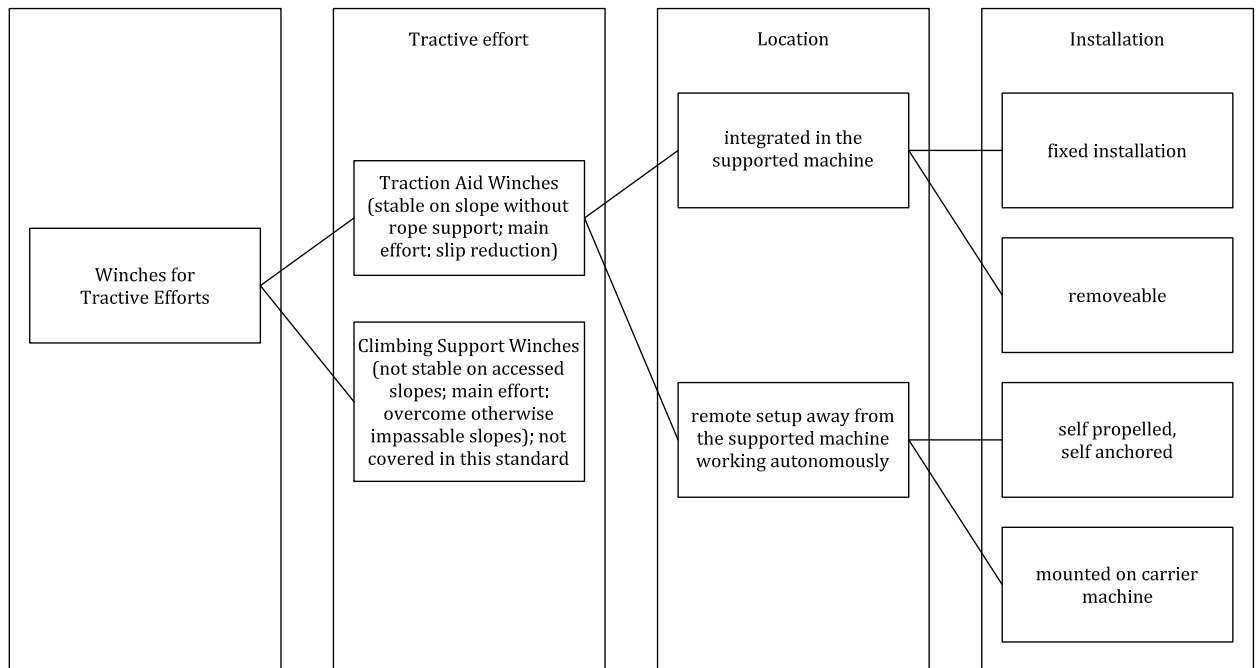 Tractive effort
Location
Installation
Winches for
Tractive Efforts
Traction Aid Winches
(stable on slope without
rope support; main
effort: slip reduction)
Climbing Support Winches
(not stable on accessed
slopes; main effort:
overcome otherwise
impassable slopes); not
covered in this standard
integrated in the
supported machine
remote setup away from
the supported machine
working autonomously
fixed installation
removeable
self propelled,
self anchored
mounted on carrier
machine